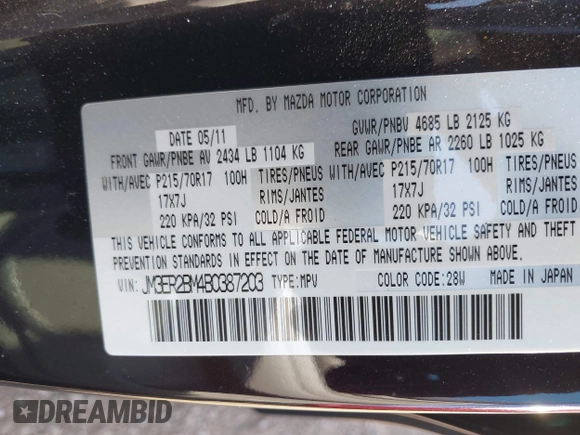 MFD. BY MAZDA MOTOR CORPORATION
DATE 05/11 GVWR/PNBV 4685 LB 2125 KG
FRONT GAWR/PNBE AV 2434 LB 1104 KG REAR GAWR/PNBE AR 2260 LB 1025 KG
WITH/AVEC P215/70R17 100H TIRES/PNEUS WITH/AVEC P215/70R17 100H TIRES/PNEUS
17X7J RIMS/JANTES 17X7J RIMS/JANTES
220 KPA/32 PSI COLD/A FROID 220 KPA/32 PSI COLD/A FROID
THIS VEHICLE CONFORMS TO ALL APPLICABLE FEDERAL MOTOR VEHICLE SAFETY AND THEFT
PREVENTION STANDARDS IN EFFECT ON THE DATE OF MANUFACTURE SHOWN ABOVE.
VIN: JM3ER2BM4B0387203 TYPE:MPV COLOR CODE:28W MADE IN JAPAN
DREAMBID